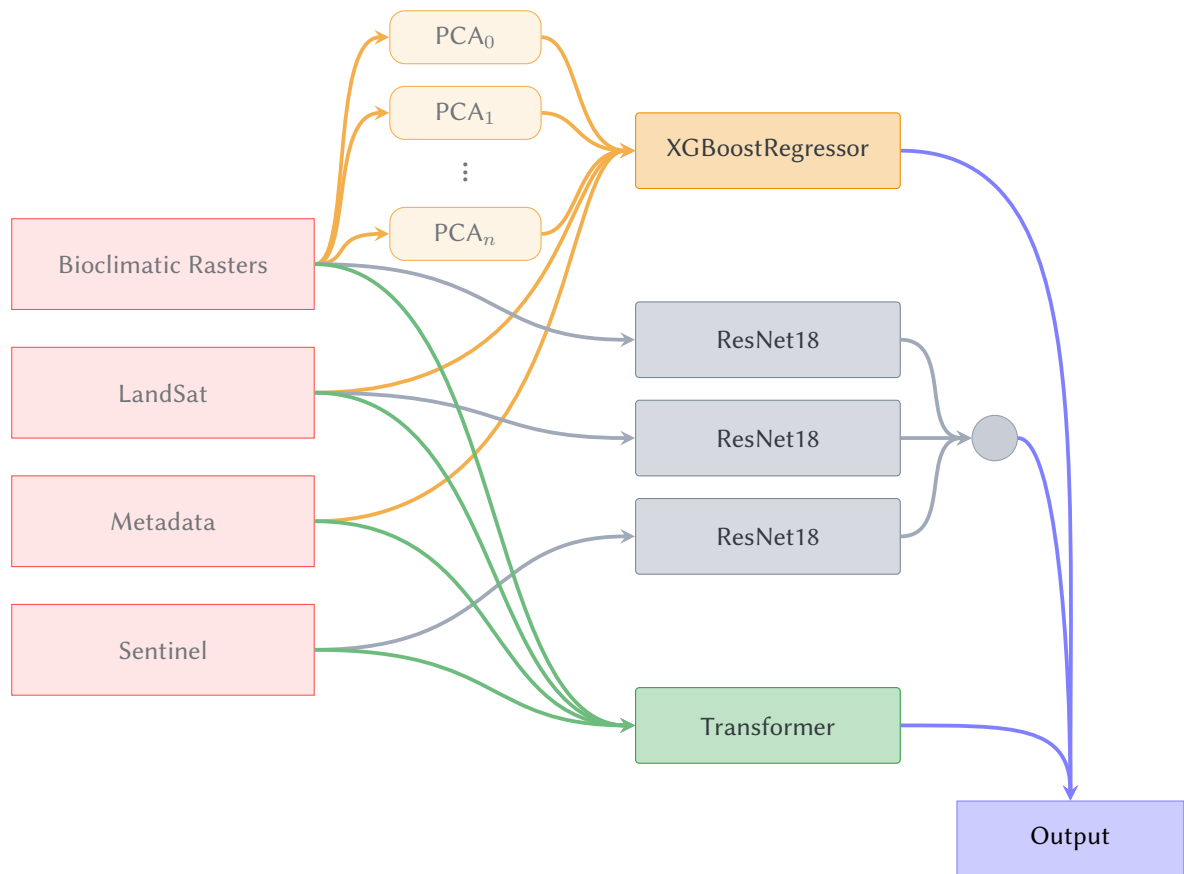 PCA₀
PCA₁
⋮
PCAₙ
XGBoostRegressor
Bioclimatic Rasters
LandSat
Metadata
Sentinel
ResNet18
ResNet18
ResNet18
Transformer
Output